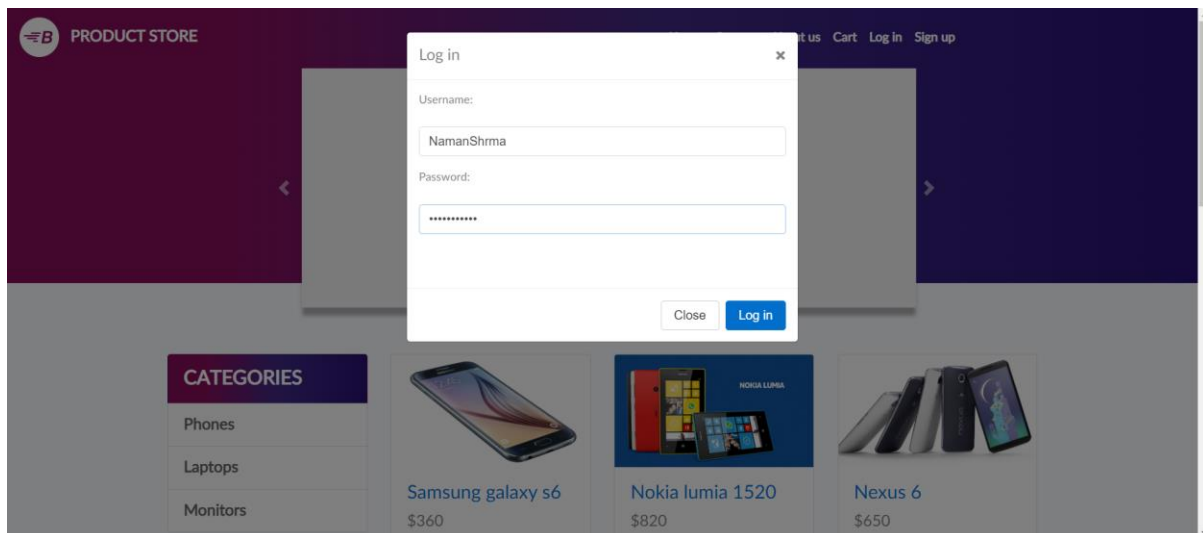 PRODUCT STORE
ut us Cart Log in Sign up
Log in
Username:
NamanShrma
Password:
•••••••••••
Close Log in
CATEGORIES
Phones
Laptops
Monitors
NOKIA LUMIA
Samsung galaxy s6
$360
Nokia lumia 1520
$820
Nexus 6
$650